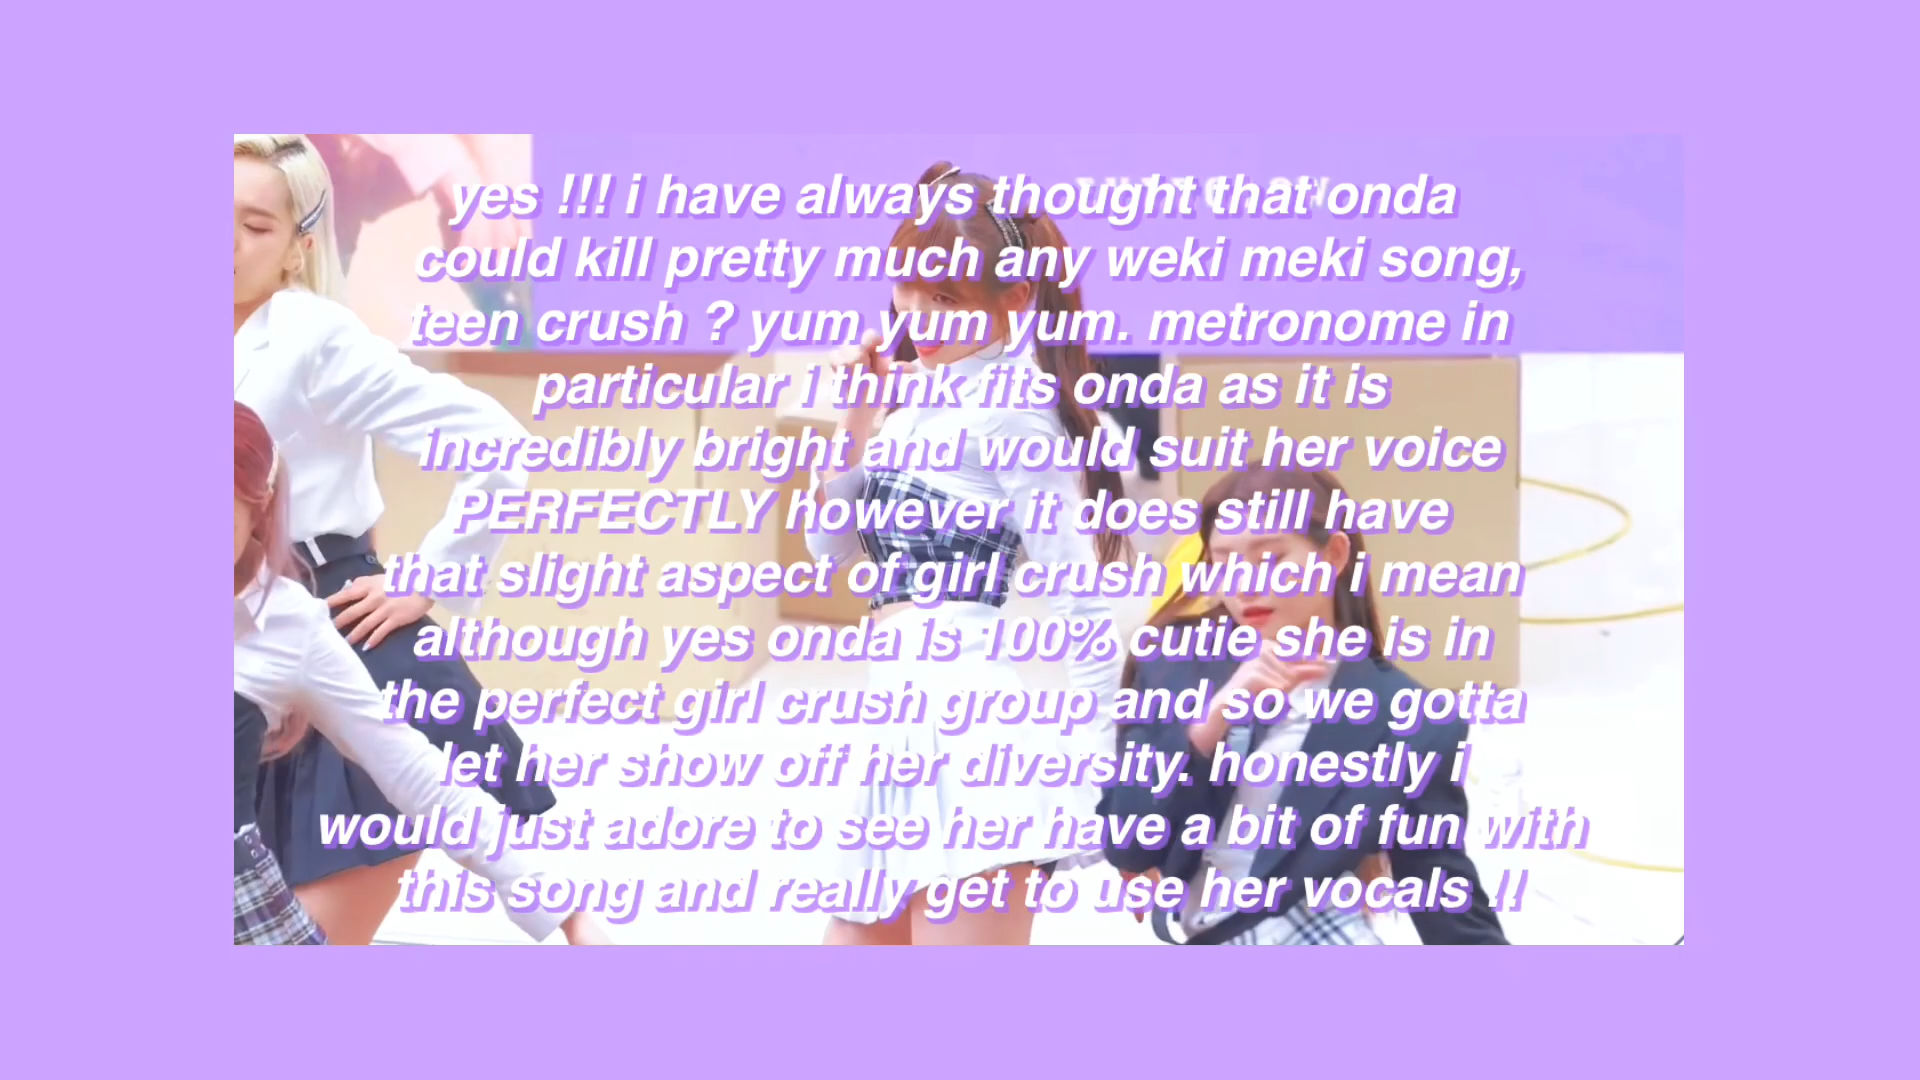 yes !!! i have always thought that onda
could kill pretty much any weki meki song,
teen crush ? yum yum yum. metronome in
particular i think fits onda as it is
incredibly bright and would suit her voice
PERFECTLY however it does still have
that slight aspect of girl crush which i mean
although yes onda is 100% cutie she is in
the perfect girl crush group and so we gotta
let her show off her diversity. honestly i
would just adore to see her have a bit of fun with
this song and really get to use her vocals !!